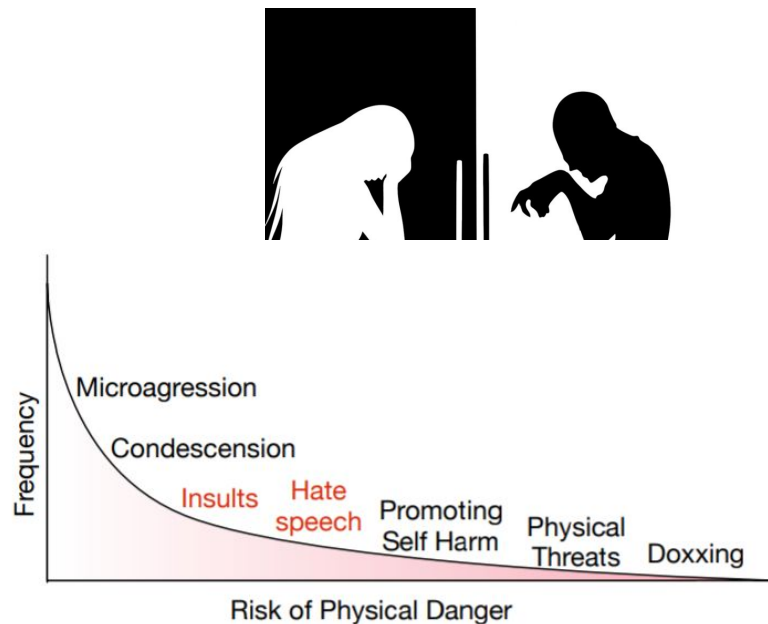 Microagression
Condescension
Insults
Hate
speech
Promoting
Self Harm
Physical
Threats
Doxxing
Frequency
Risk of Physical Danger